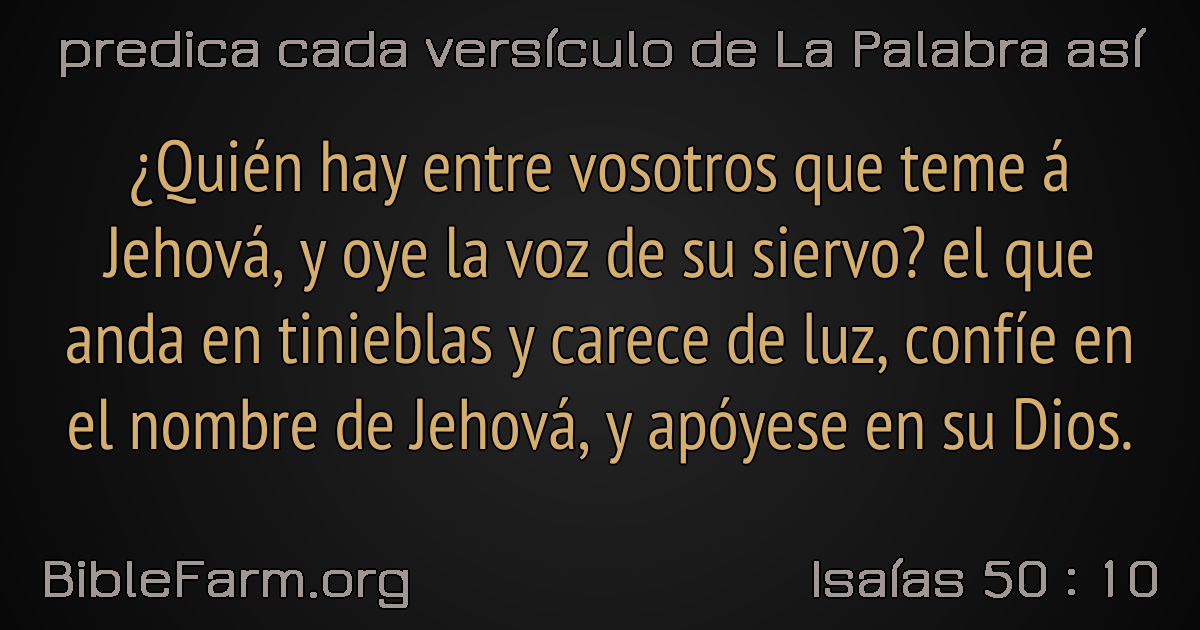 predica cada versículo de La Palabra así
¿Quién hay entre vosotros que teme á
Jehová, y oye la voz de su siervo? el que
anda en tinieblas y carece de luz, confíe en
el nombre de Jehová, y apóyese en su Dios.
BibleFarm.org
Isaías 50 : 10